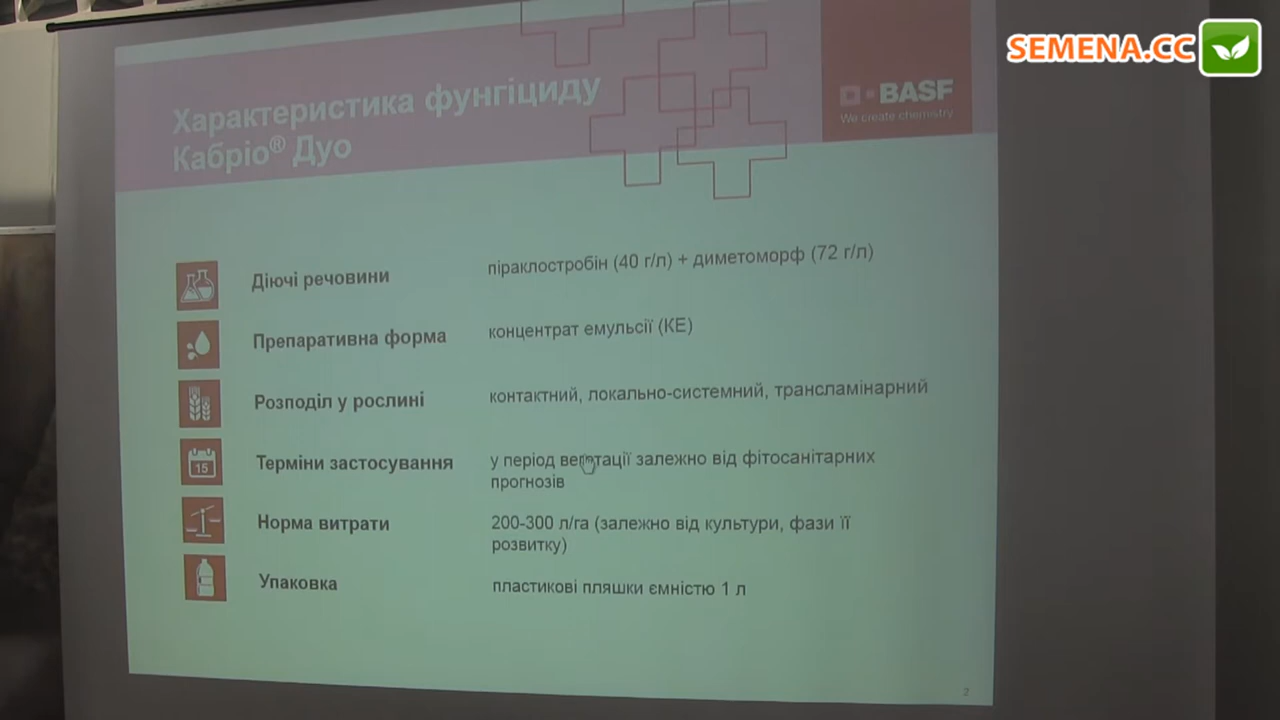 SEMENA.CC
Характеристика фунгіциду
Кабріо® Дуо
BASF
We create chemistry
Діючі речовини
піраклостробін (40 г/л) + диметоморф (72 г/л)
Препаративна форма
концентрат емульсії (КЕ)
Розподіл у рослині
контактний, локально-системний, трансламінарний
15
Терміни застосування
у період вегетації залежно від фітосанітарних
прогнозів
Норма витрати
200-300 л/га (залежно від культури, фази її
розвитку)
Упаковка
пластикові пляшки ємністю 1 л
2